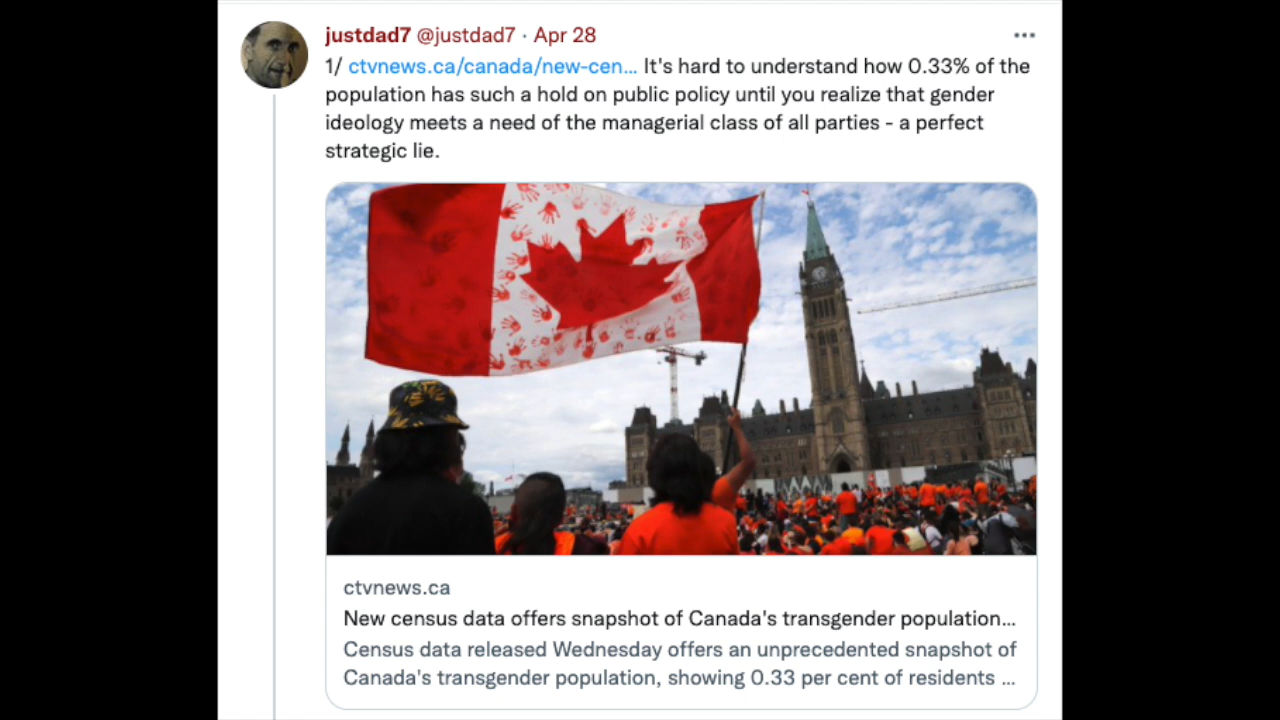 justdad7 @justdad7 · Apr 28
1/ ctvnews.ca/canada/new-cen... It's hard to understand how 0.33% of the
population has such a hold on public policy until you realize that gender
ideology meets a need of the managerial class of all parties - a perfect
strategic lie.
ctvnews.ca
New census data offers snapshot of Canada's transgender population...
Census data released Wednesday offers an unprecedented snapshot of
Canada's transgender population, showing 0.33 per cent of residents ...